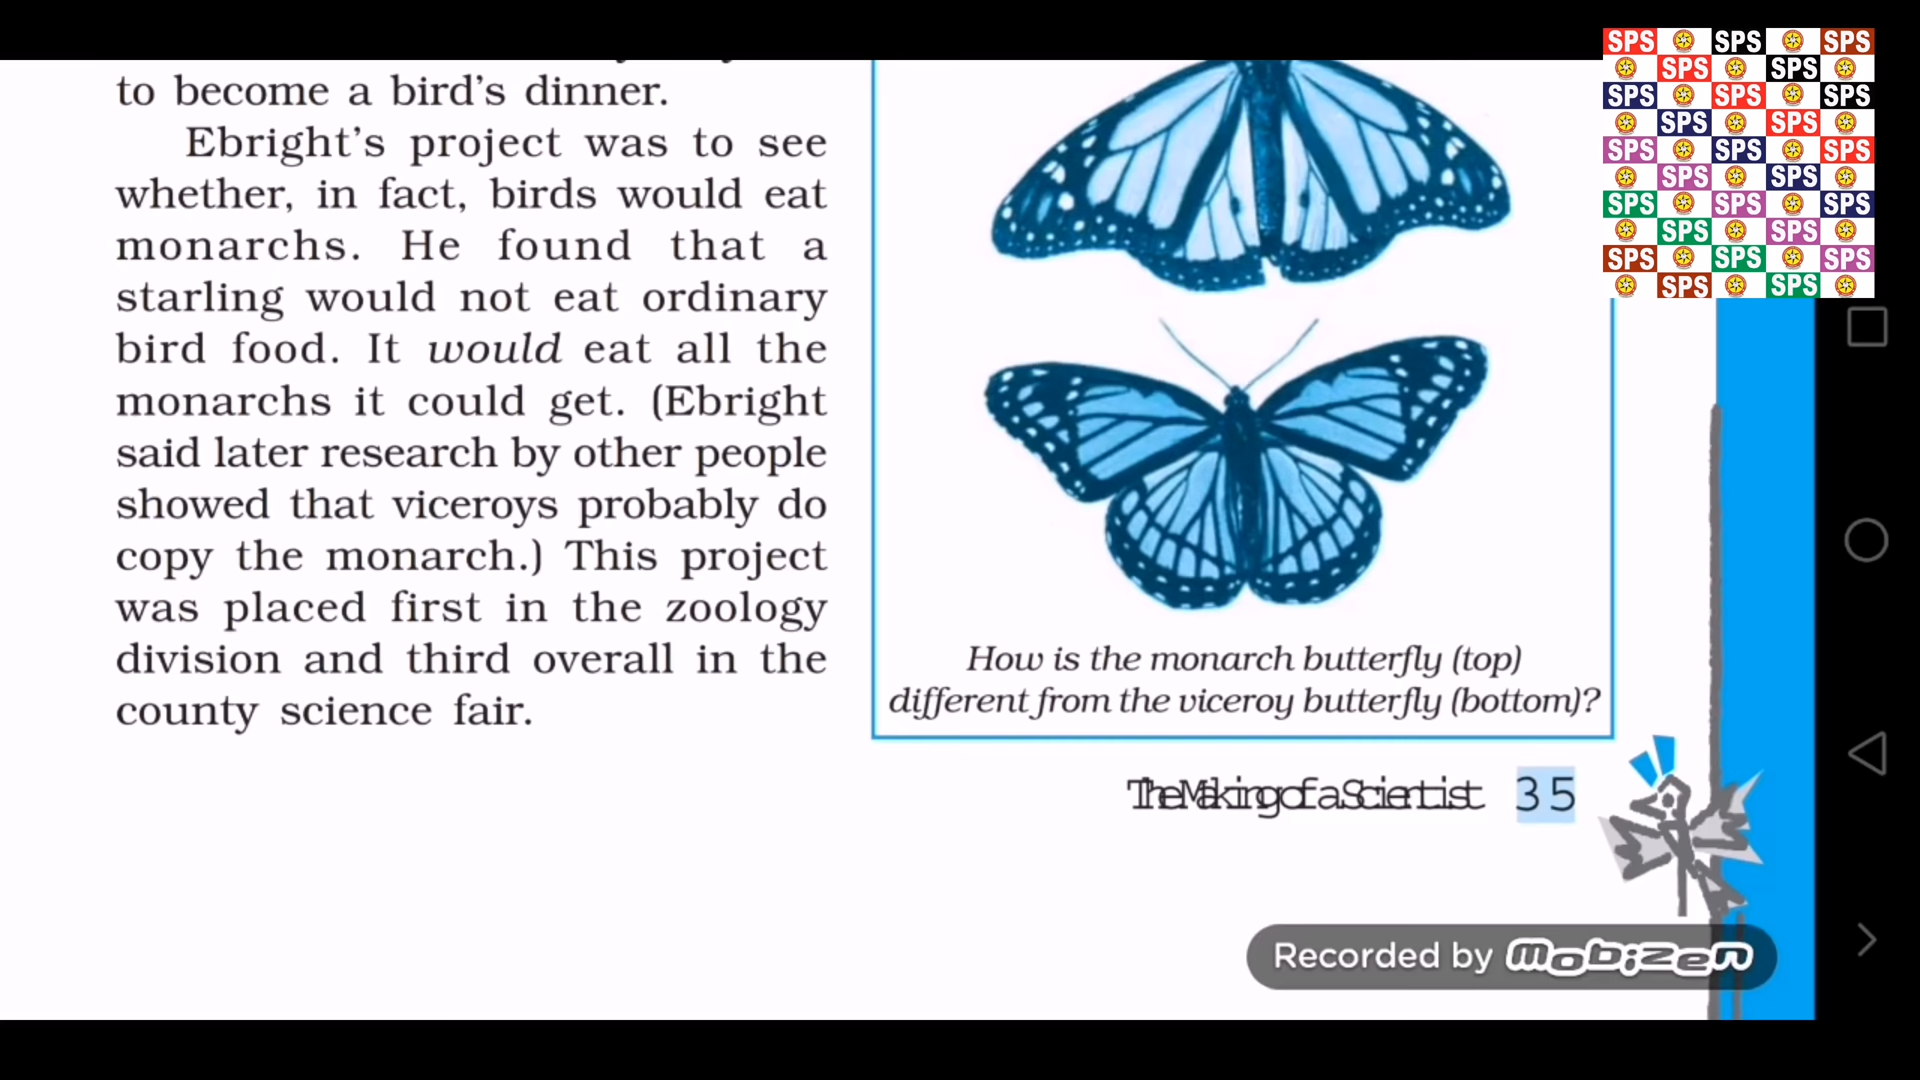 to become a bird's dinner.
Ebright's project was to see
whether, in fact, birds would eat
monarchs. He found that a
starling would not eat ordinary
bird food. It would eat all the
monarchs it could get. (Ebright
said later research by other people
showed that viceroys probably do
copy the monarch.) This project
was placed first in the zoology
division and third overall in the
county science fair.
How is the monarch butterfly (top)
different from the viceroy butterfly (bottom)?
The Making of a Scientist 35
SPS SPS SPS
SPS SPS
SPS SPS SPS
SPS SPS
SPS SPS SPS
SPS SPS
SPS SPS SPS
SPS SPS
SPS SPS SPS
SPS SPS
Recorded by mobizen